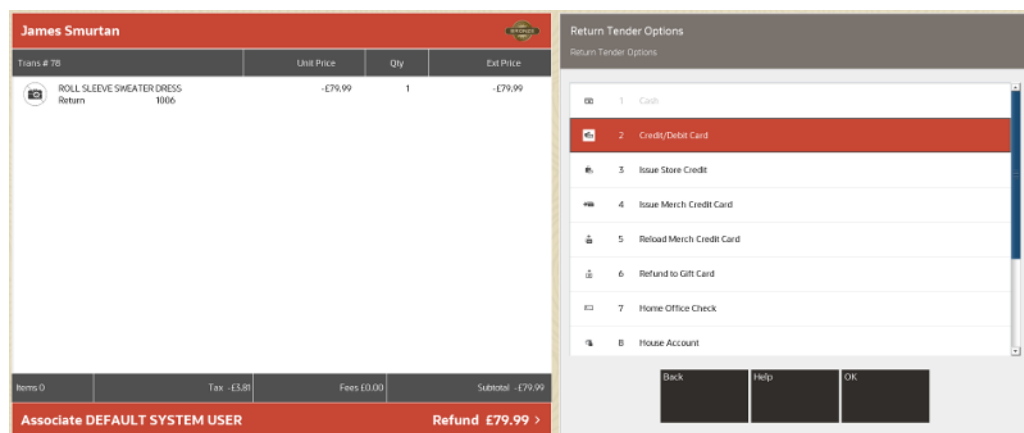 James Smurtan
BRONZE
Trans # 78 Unit Price Qty Ext Price
ROLL SLEEVE SWEATER DRESS -£79.99 1 -£79.99
Return 1006
Items 0 Tax -£3.81 Fees £0.00 Subtotal -£79.99
Associate DEFAULT SYSTEM USER Refund £79.99 >
Return Tender Options
Return Tender Options
1 Cash
2 Credit/Debit Card
3 Issue Store Credit
4 Issue Merch Credit Card
5 Reload Merch Credit Card
6 Refund to Gift Card
7 Home Office Check
8 House Account
Back Help OK